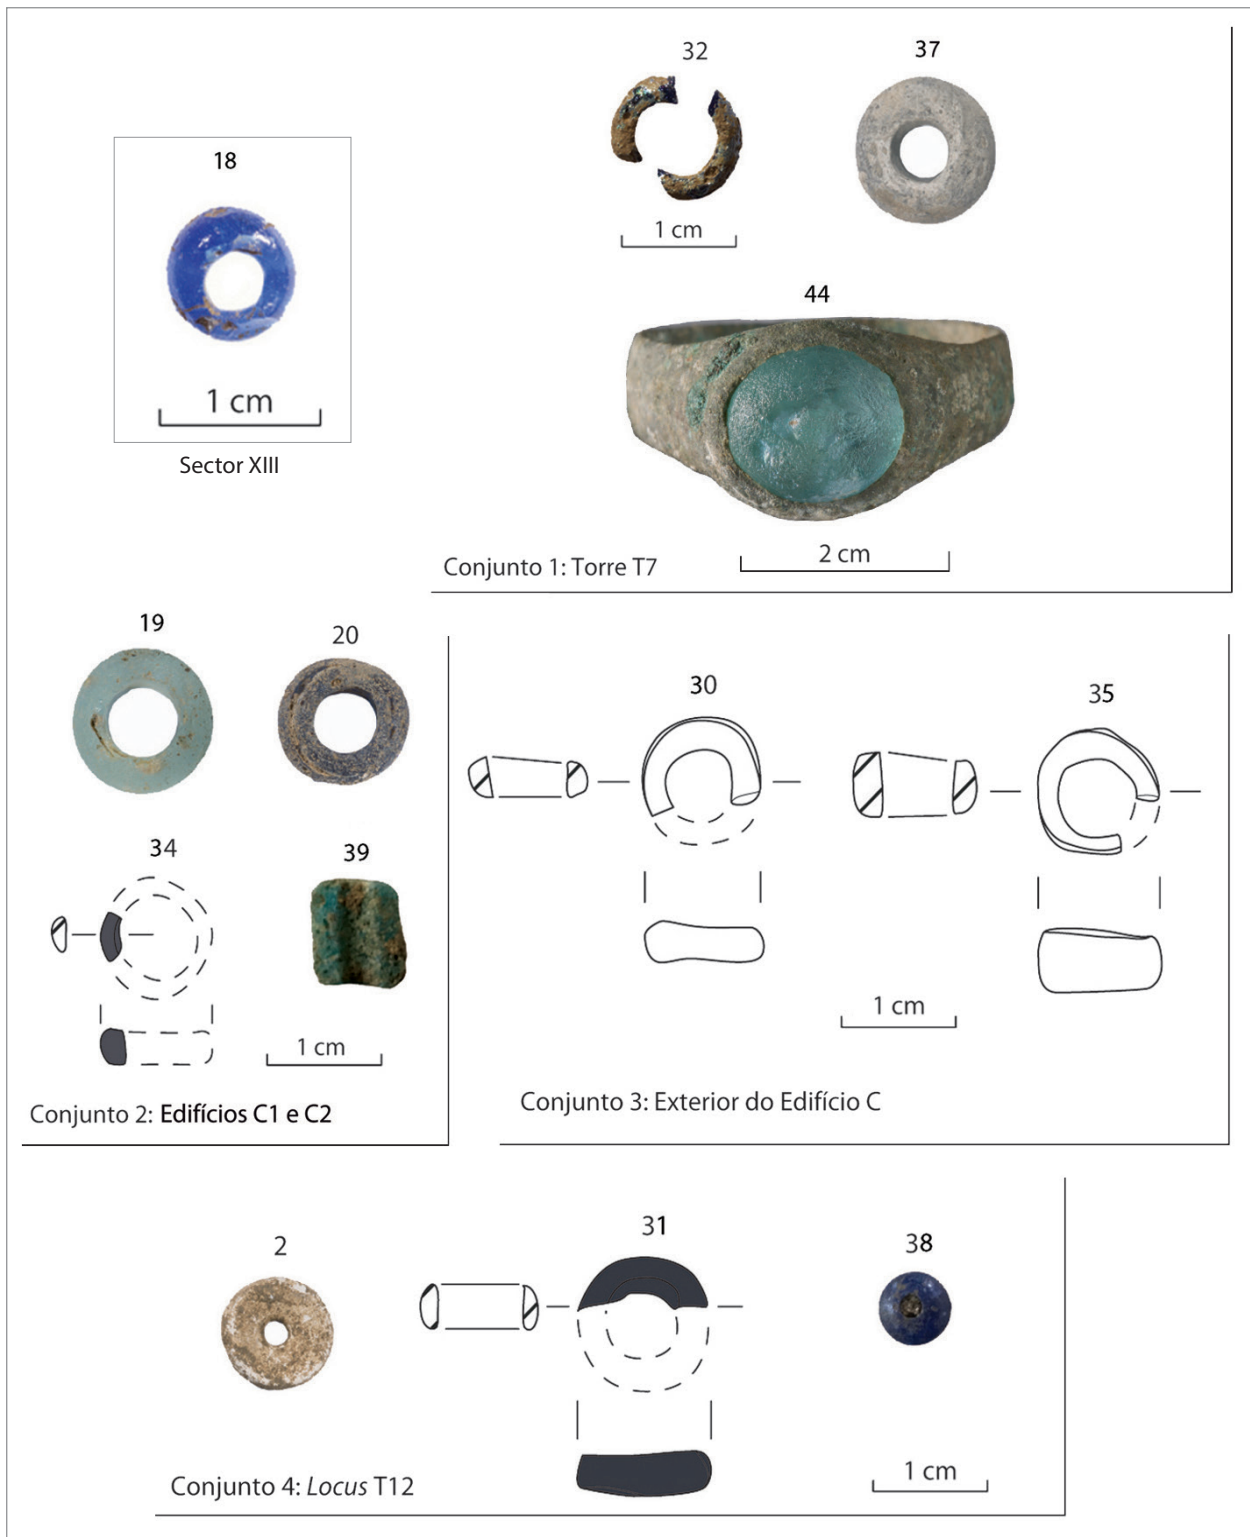 18
1 cm
Sector XIII
32
37
1 cm
44
2 cm
Conjunto 1: Torre T7
19
20
34
39
1 cm
Conjunto 2: Edifícios C1 e C2
30
35
1 cm
Conjunto 3: Exterior do Edifício C
2
31
38
1 cm
Conjunto 4: Locus T12